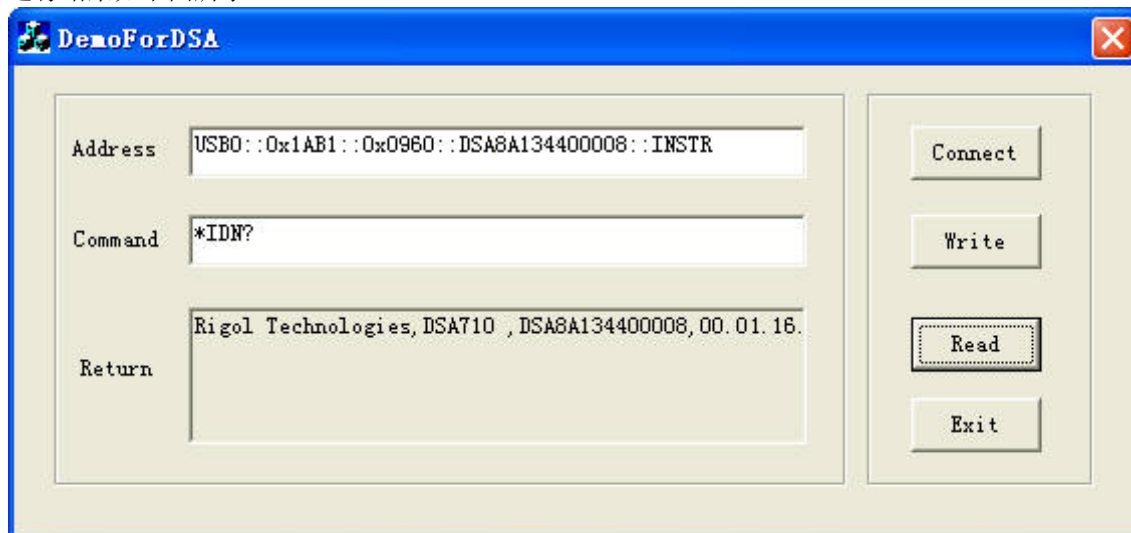 DemoForDSA
Address
USB0::0x1AB1::0x0960::DSA8A134400008::INSTR
Connect
Command
*IDN?
Write
Return
Rigol Technologies,DSA710 ,DSA8A134400008,00.01.16.
Read
Exit